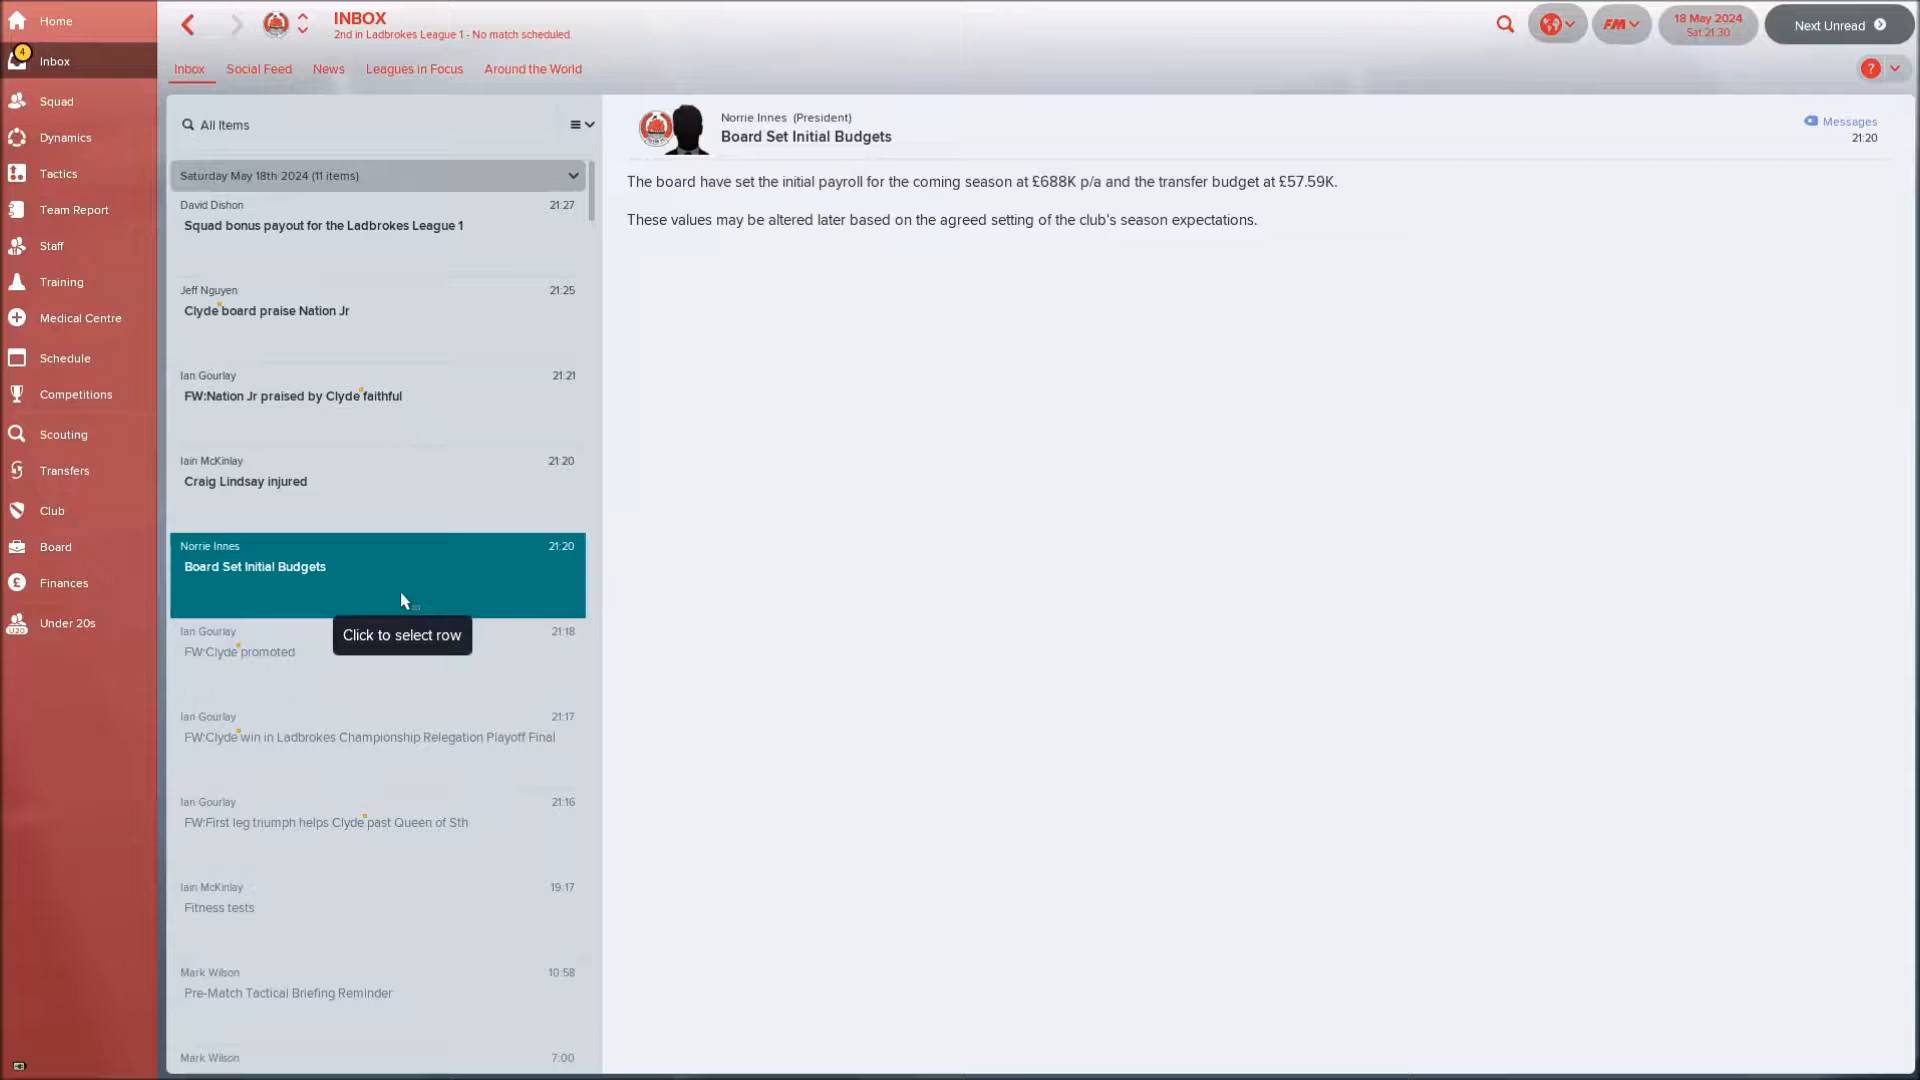 Home
4
Inbox
Squad
Dynamics
Tactics
Team Report
Staff
Training
Medical Centre
Schedule
Competitions
Scouting
Transfers
Club
Board
Finances
Under 20s
INBOX
2nd in Ladbrokes League 1 - No match scheduled.
FM
18 May 2024
Sat 21:30
Next Unread
Inbox
Social Feed
News
Leagues in Focus
Around the World
?
All Items
Saturday May 18th 2024 (11 items)
David Dishon 21:27
Squad bonus payout for the Ladbrokes League 1
Jeff Nguyen 21:25
Clyde board praise Nation Jr
Ian Gourlay 21:21
FW:Nation Jr praised by Clyde faithful
Iain McKinlay 21:20
Craig Lindsay injured
Norrie Innes 21:20
Board Set Initial Budgets
Click to select row
Ian Gourlay 21:18
FW:Clyde promoted
Ian Gourlay 21:17
FW:Clyde win in Ladbrokes Championship Relegation Playoff Final
Ian Gourlay 21:16
FW:First leg triumph helps Clyde past Queen of Sth
Iain McKinlay 19:17
Fitness tests
Mark Wilson 10:58
Pre-Match Tactical Briefing Reminder
Mark Wilson 7:00
Norrie Innes (President)
Board Set Initial Budgets
Messages
21:20
The board have set the initial payroll for the coming season at £688K p/a and the transfer budget at £57.59K.
These values may be altered later based on the agreed setting of the club's season expectations.